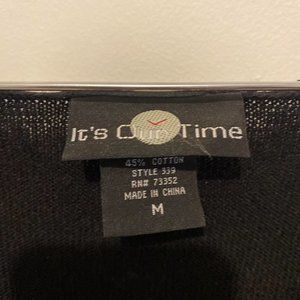 It's Our Time
45% COTTON
STYLE 339
RN# 73352
MADE IN CHINA
M